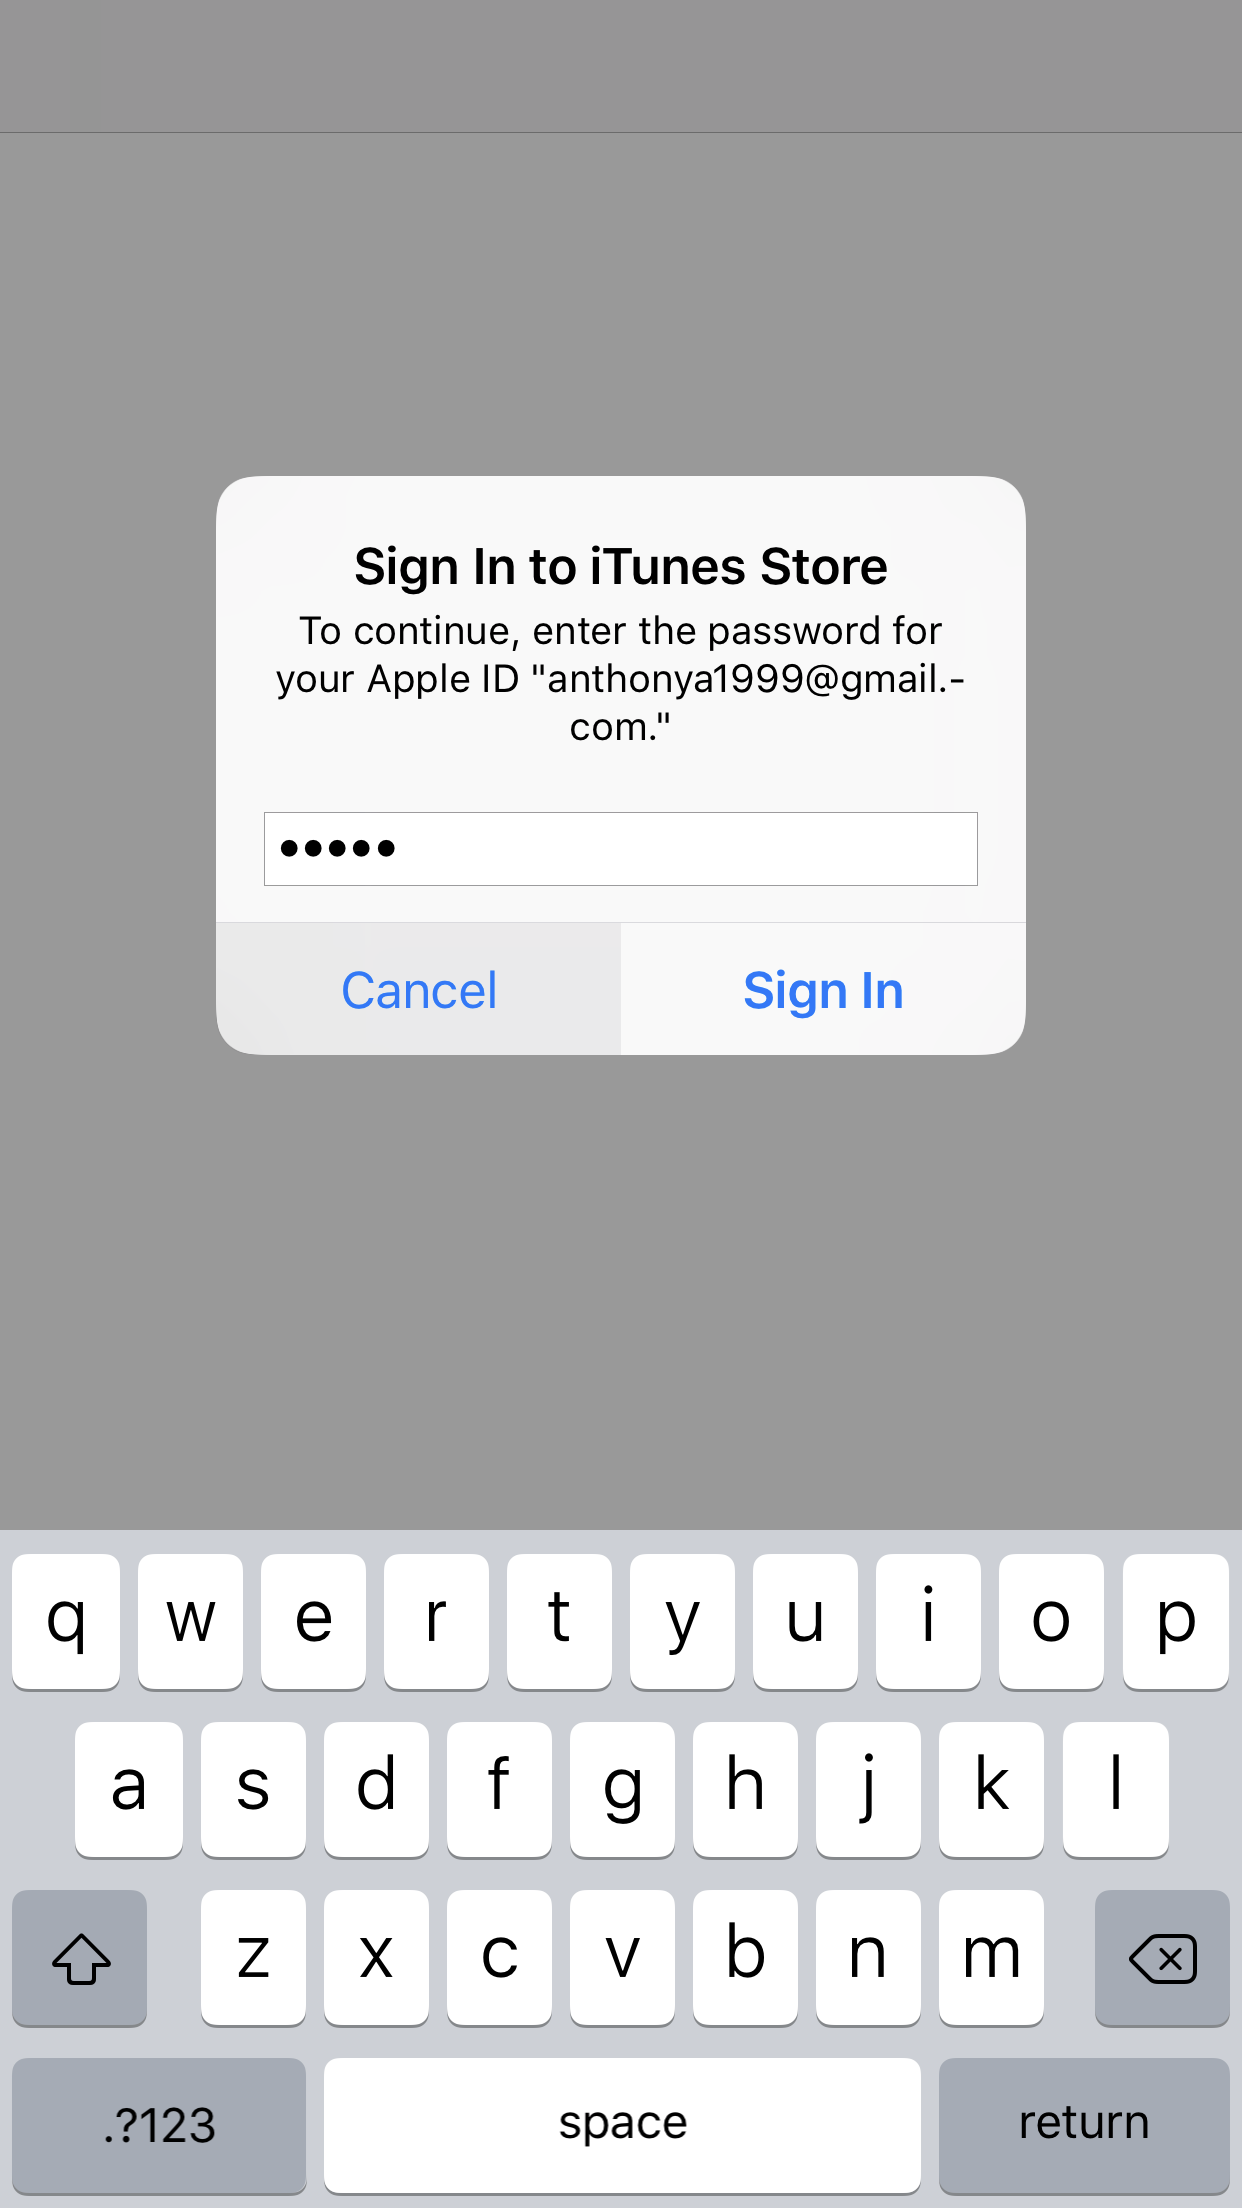 Sign In to iTunes Store
To continue, enter the password for
your Apple ID "anthonya1999@gmail.-
com."
•••••
Cancel Sign In
q w e r t y u i o p
a s d f g h j k l
z x c v b n m
.?123 space return